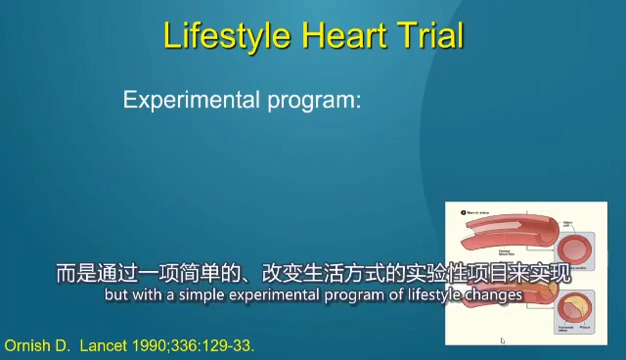 Lifestyle Heart Trial
Experimental program:
而是通过一项简单的、改变生活方式的实验性项目来实现
but with a simple experimental program of lifestyle changes
Ornish D.  Lancet 1990;336:129-33.